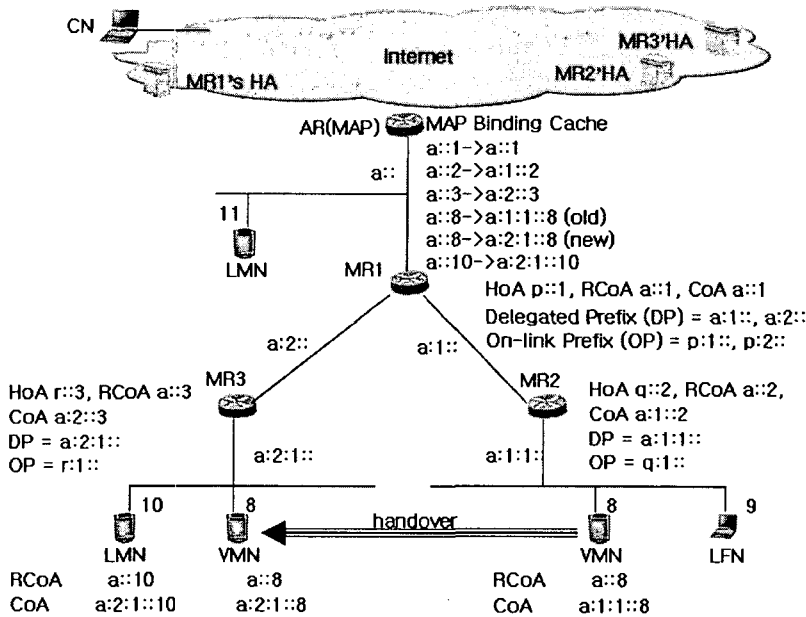 CN
Internet
MR3'HA
MR1's HA
MR2'HA
AR(MAP)
MAP Binding Cache
a::1->a::1
a::
a::2->a:1::2
a::3->a:2::3
a::8->a:1:1::8 (old)
11
a::8->a:2:1::8 (new)
LMN
a::10->a:2:1::10
MR1
HoA p::1, RCoA a::1, CoA a::1
Delegated Prefix (DP) = a:1::, a:2::
On-link Prefix (OP) = p:1::, p:2::
a:2::
a:1::
MR3
HoA r::3, RCoA a::3
CoA a:2::3
DP = a:2:1::
OP = r:1::
MR2
HoA q::2, RCoA a::2,
CoA a:1::2
DP = a:1:1::
OP = q:1::
a:2:1::
a:1:1::
10
8
8
9
handover
LMN
VMN
VMN
LFN
RCoA a::10 a::8
RCoA a::8
CoA a:2:1::10 a:2:1::8
CoA a:1:1::8